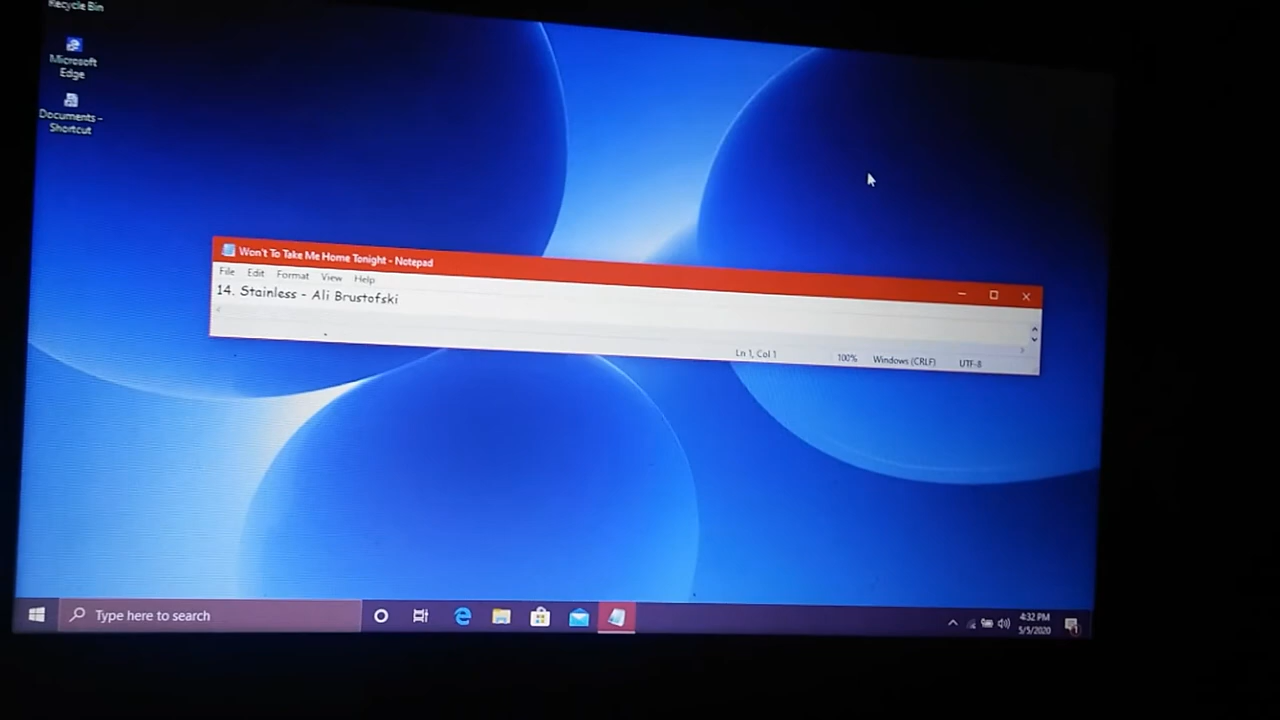 Recycle Bin
Microsoft
Edge
Documents -
Shortcut
Won't To Take Me Home Tonight - Notepad
File Edit Format View Help
14. Stainless - Ali Brustofski
Ln 1, Col 1 100% Windows (CRLF) UTF-8
Type here to search
4:32 PM
5/5/2020
1